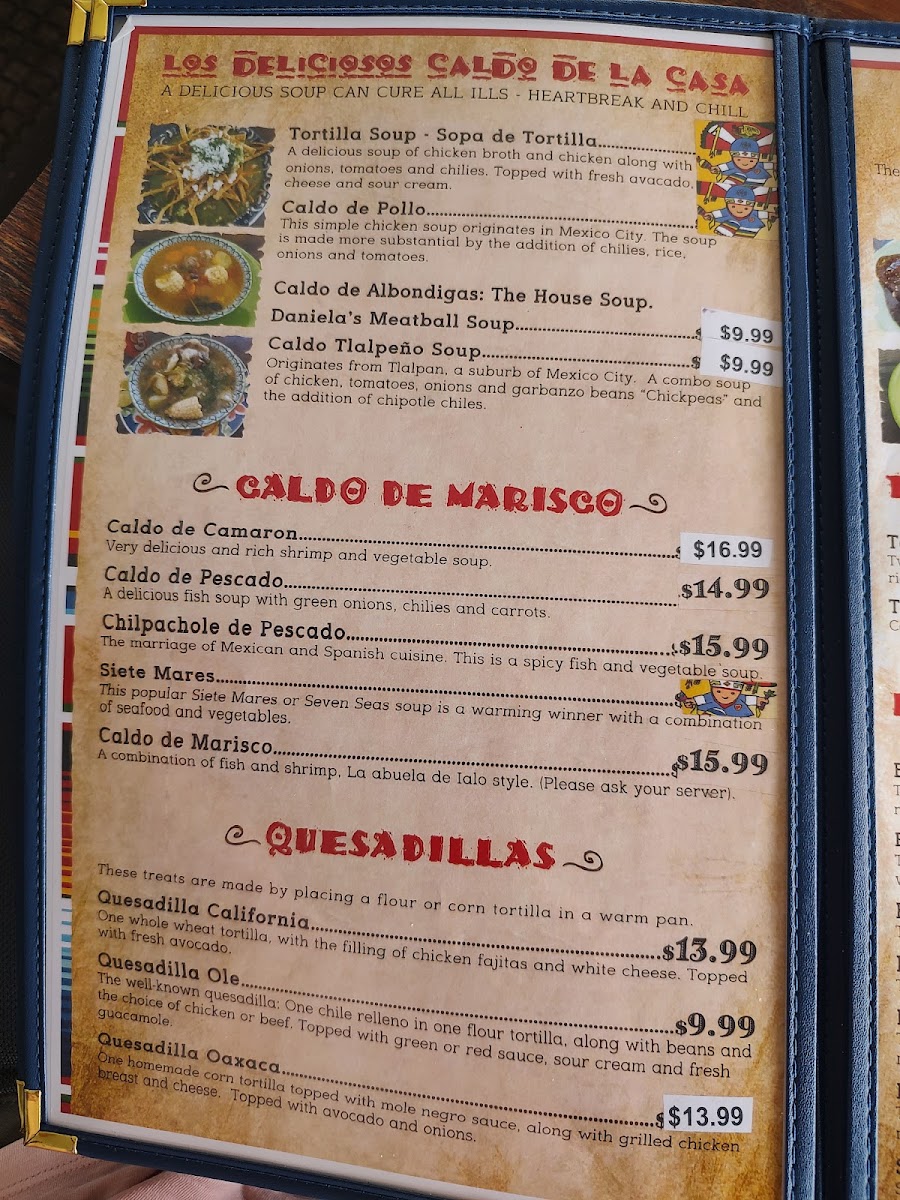 LOS DELICIOSOS CALDO DE LA CASA
A DELICIOUS SOUP CAN CURE ALL ILLS - HEARTBREAK AND CHILL
Tortilla Soup - Sopa de Tortilla
A delicious soup of chicken broth and chicken along with
onions, tomatoes and chilies. Topped with fresh avacado,
cheese and sour cream.
Caldo de Pollo
This simple chicken soup originates in Mexico City. The soup
is made more substantial by the addition of chilies, rice,
onions and tomatoes.
Caldo de Albondigas: The House Soup.
Daniela's Meatball Soup $9.99
Caldo Tlalpeño Soup $9.99
Originates from Tlalpan, a suburb of Mexico City. A combo soup
of chicken, tomatoes, onions and garbanzo beans "Chickpeas" and
the addition of chipotle chiles.
CALDO DE MARISCO
Caldo de Camaron $16.99
Very delicious and rich shrimp and vegetable soup.
Caldo de Pescado $14.99
A delicious fish soup with green onions, chilies and carrots.
Chilpachole de Pescado $15.99
The marriage of Mexican and Spanish cuisine. This is a spicy fish and vegetable soup.
Siete Mares
This popular Siete Mares or Seven Seas soup is a warming winner with a combination
of seafood and vegetables.
Caldo de Marisco $15.99
A combination of fish and shrimp, La abuela de Ialo style. (Please ask your server).
QUESADILLAS
These treats are made by placing a flour or corn tortilla in a warm pan.
Quesadilla California $13.99
One whole wheat tortilla, with the filling of chicken fajitas and white cheese. Topped
with fresh avocado.
Quesadilla Ole $9.99
The well-known quesadilla: One chile relleno in one flour tortilla, along with beans and
the choice of chicken or beef. Topped with green or red sauce, sour cream and fresh
guacamole.
Quesadilla Oaxaca $13.99
One homemade corn tortilla topped with mole negro sauce, along with grilled chicken
breast and cheese. Topped with avocado and onions.